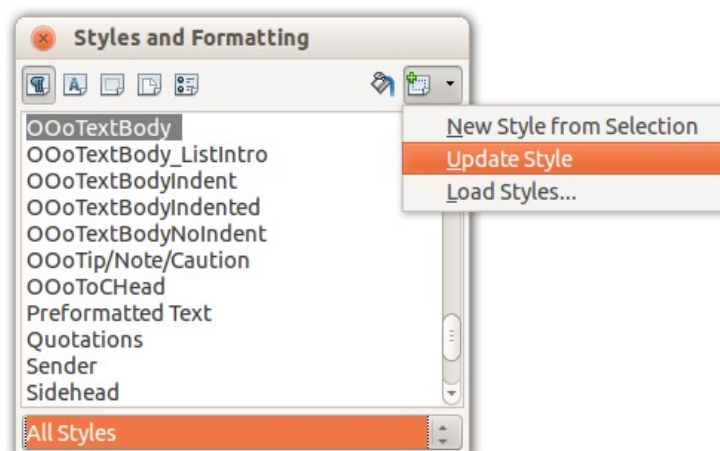 Styles and Formatting
New Style from Selection
Update Style
Load Styles...
OOoTextBody
OOoTextBody_ListIntro
OOoTextBodyIndent
OOoTextBodyIndented
OOoTextBodyNoIndent
OOoTip/Note/Caution
OOoToCHead
Preformatted Text
Quotations
Sender
Sidehead
All Styles